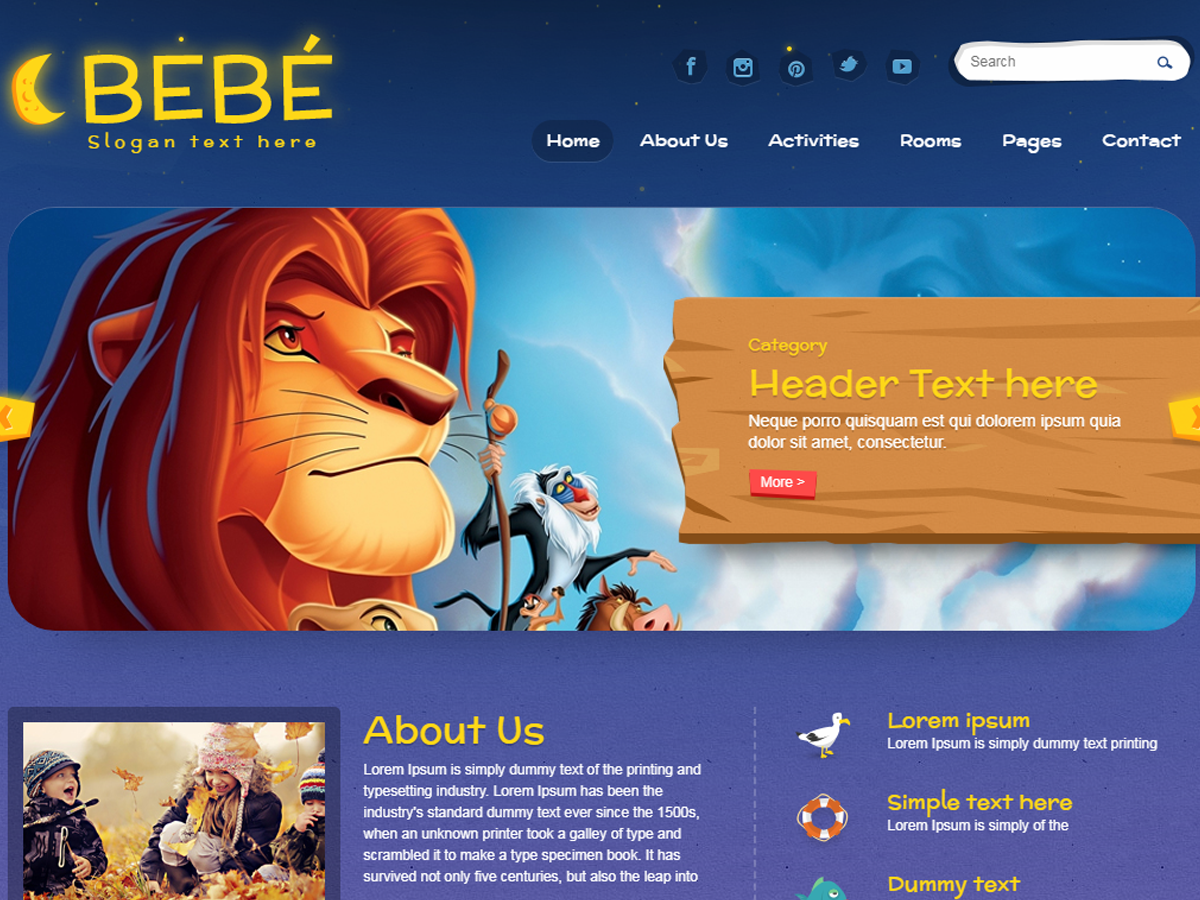 BEBÉ
Slogan text here
Search
Home About Us Activities Rooms Pages Contact
Category
Header Text here
Neque porro quisquam est qui dolorem ipsum quia
dolor sit amet, consectetur.
More >
About Us
Lorem Ipsum is simply dummy text of the printing and
typesetting industry. Lorem Ipsum has been the
industry's standard dummy text ever since the 1500s,
when an unknown printer took a galley of type and
scrambled it to make a type specimen book. It has
survived not only five centuries, but also the leap into
Lorem ipsum
Lorem Ipsum is simply dummy text printing
Simple text here
Lorem Ipsum is simply of the
Dummy text